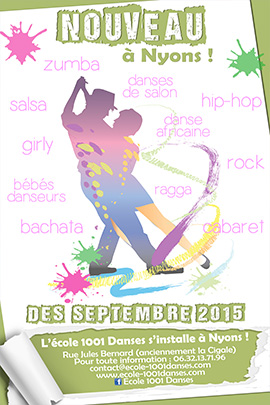 NOUVEAU
à Nyons !
zumba
danses
de salon
salsa
hip-hop
danse
africaine
girly
rock
bébés
danseurs
ragga
bachata
cabaret
DES SEPTEMBRE 2015
L'école 1001 Danses s'installe à Nyons !
Rue Jules Bernard (anciennement la Cigale)
Pour toute information : 06.32.13.71.96
contact@ecole-1001danses.com
www.ecole-1001danses.com
École 1001 Danses